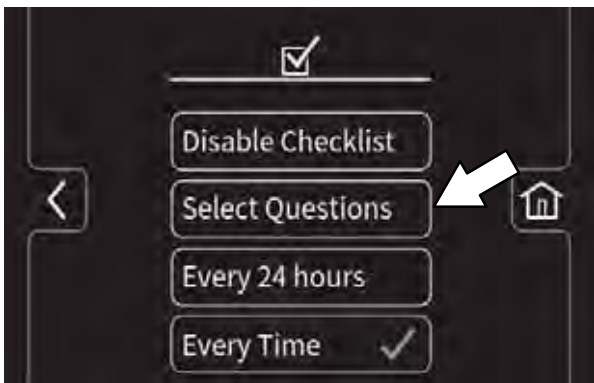 Disable Checklist
Select Questions
Every 24 hours
Every Time